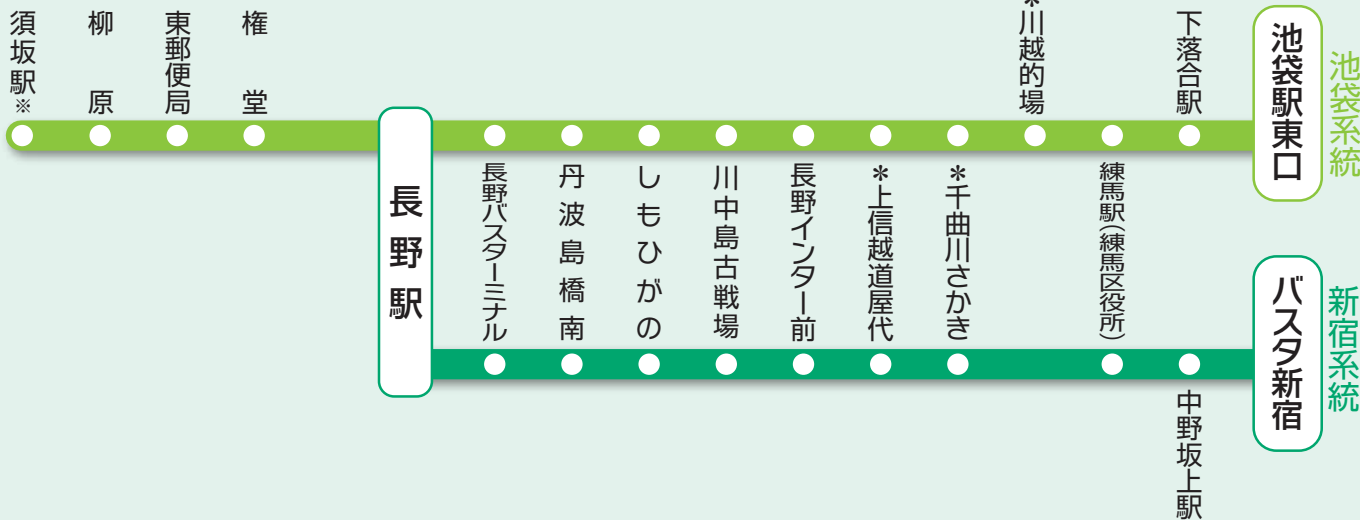 須坂駅※
柳原
東郵便局
権堂
*川越的場
下落合駅
池袋駅東口
池袋系統
長野駅
長野バスターミナル
丹波島橋南
しもひがの
川中島古戦場
長野インター前
*上信越道屋代
*千曲川さかき
練馬駅(練馬区役所)
バスタ新宿
新宿系統
中野坂上駅